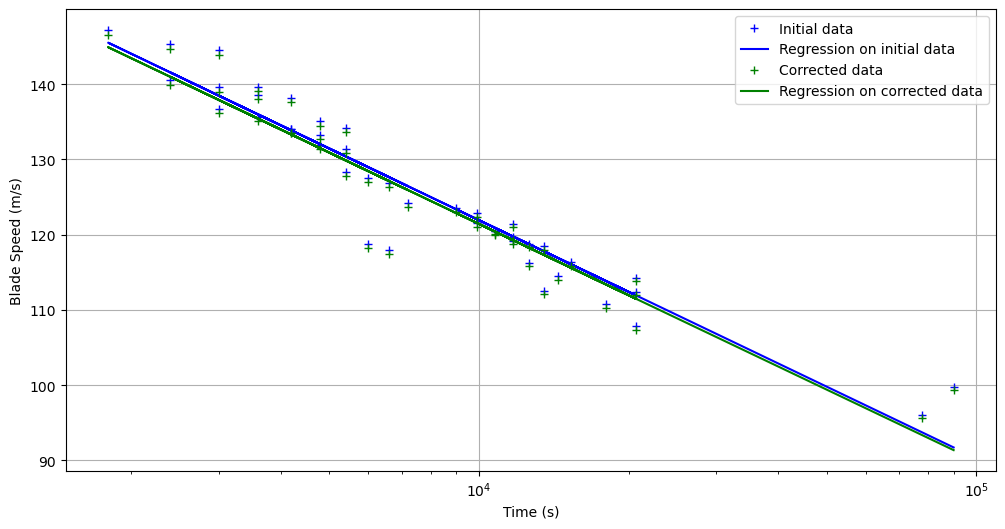 Initial data
Regression on initial data
Corrected data
Regression on corrected data
140
130
120
110
100
90
Blade Speed (m/s)
10⁴
10⁵
Time (s)